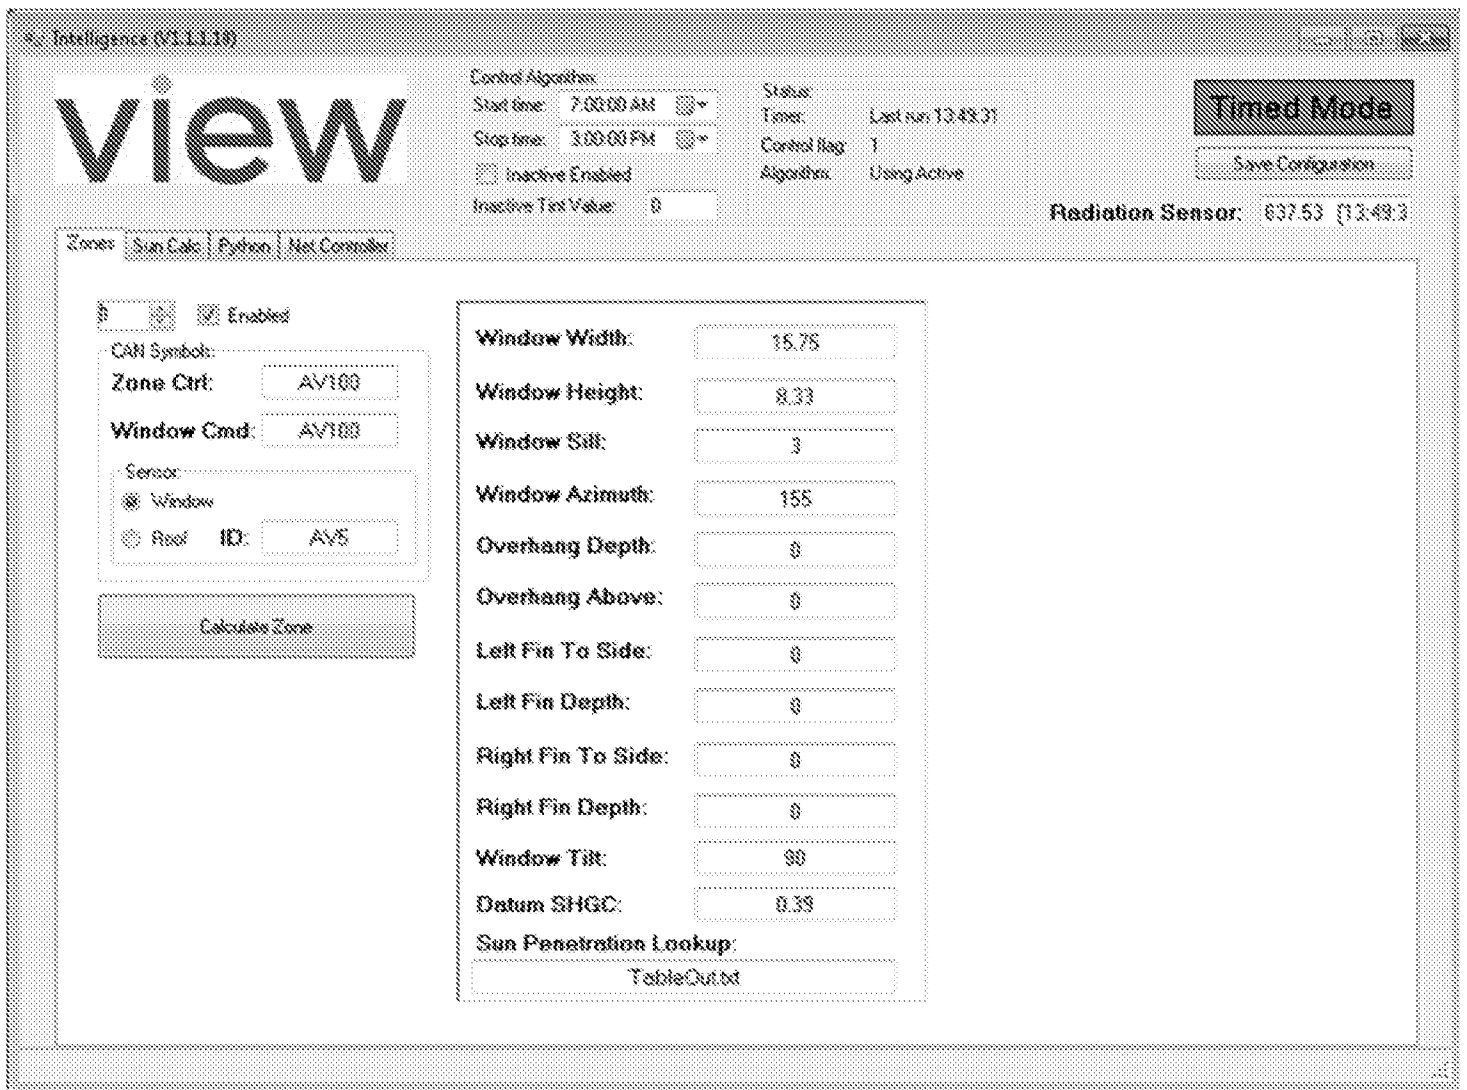 Intelligence (V1.1.1.18)
view
Control Algorithm:
Start time: 7:00:00 AM
Stop time: 3:00:00 PM
Inactive Enabled
Inactive Tint Value: 0
Status:
Timer: Last run 13:49:31
Control flag: 1
Algorithm: Using Active
Timed Mode
Save Configuration
Radiation Sensor: 637.53 [13:49:3
Zones Sun Calc Python Net Controller
Enabled
CAN Symbols:
Zone Ctrl: AV100
Window Cmd: AV100
Sensor:
Window
Roof ID: AV5
Calculate Zone
Window Width: 15.75
Window Height: 8.33
Window Sill: 3
Window Azimuth: 155
Overhang Depth: 0
Overhang Above: 0
Left Fin To Side: 0
Left Fin Depth: 0
Right Fin To Side: 0
Right Fin Depth: 0
Window Tilt: 90
Datum SHGC: 0.39
Sun Penetration Lookup:
TableOut.txt